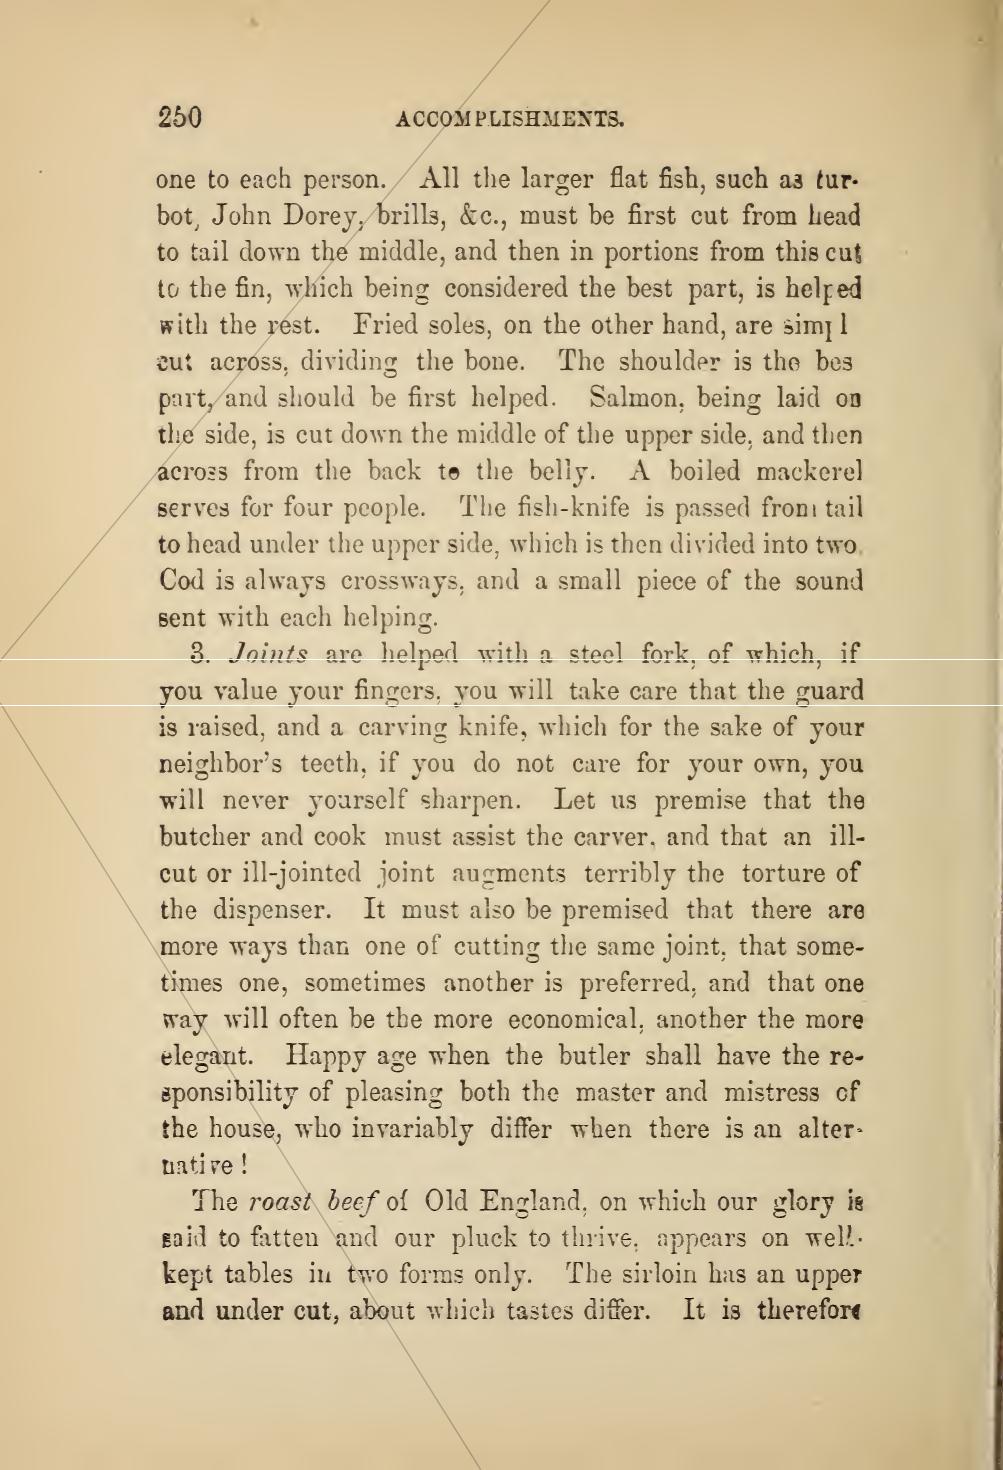 250 ACCOMPLISHMENTS.
one to each person. All the larger flat fish, such as tur-
bot, John Dorey, brills, &c., must be first cut from head
to tail down the middle, and then in portions from this cut
to the fin, which being considered the best part, is helped
with the rest. Fried soles, on the other hand, are simpl
cut across, dividing the bone. The shoulder is the bes
part, and should be first helped. Salmon, being laid on
the side, is cut down the middle of the upper side, and then
across from the back to the belly. A boiled mackerel
serves for four people. The fish-knife is passed from tail
to head under the upper side, which is then divided into two.
Cod is always crossways, and a small piece of the sound
sent with each helping.
3. Joints are helped with a steel fork, of which, if
you value your fingers, you will take care that the guard
is raised, and a carving knife, which for the sake of your
neighbor's teeth, if you do not care for your own, you
will never yourself sharpen. Let us premise that the
butcher and cook must assist the carver, and that an ill-
cut or ill-jointed joint augments terribly the torture of
the dispenser. It must also be premised that there are
more ways than one of cutting the same joint, that some-
times one, sometimes another is preferred, and that one
way will often be the more economical, another the more
elegant. Happy age when the butler shall have the re-
sponsibility of pleasing both the master and mistress of
the house, who invariably differ when there is an alter-
native!
The roast beef of Old England, on which our glory is
said to fatten and our pluck to thrive, appears on well-
kept tables in two forms only. The sirloin has an upper
and under cut, about which tastes differ. It is therefore